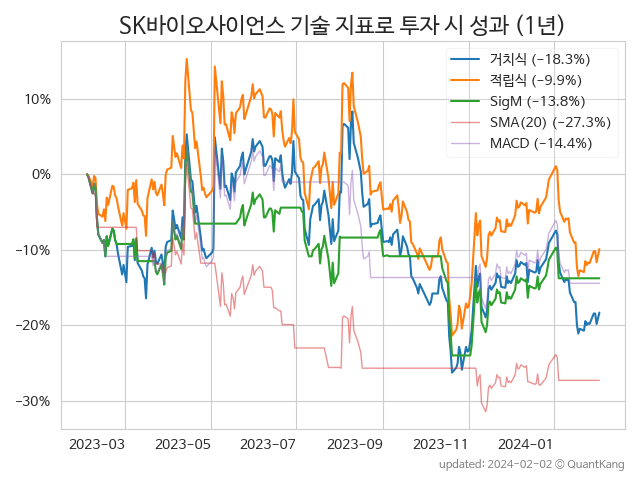 SK바이오사이언스 기술 지표로 투자 시 성과 (1년)
거치식 (−18.3%)
적립식 (−9.9%)
SigM (−13.8%)
SMA(20) (−27.3%)
MACD (−14.4%)
10%
0%
−10%
−20%
−30%
2023-03 2023-05 2023-07 2023-09 2023-11 2024-01
updated: 2024-02-02 © QuantKang